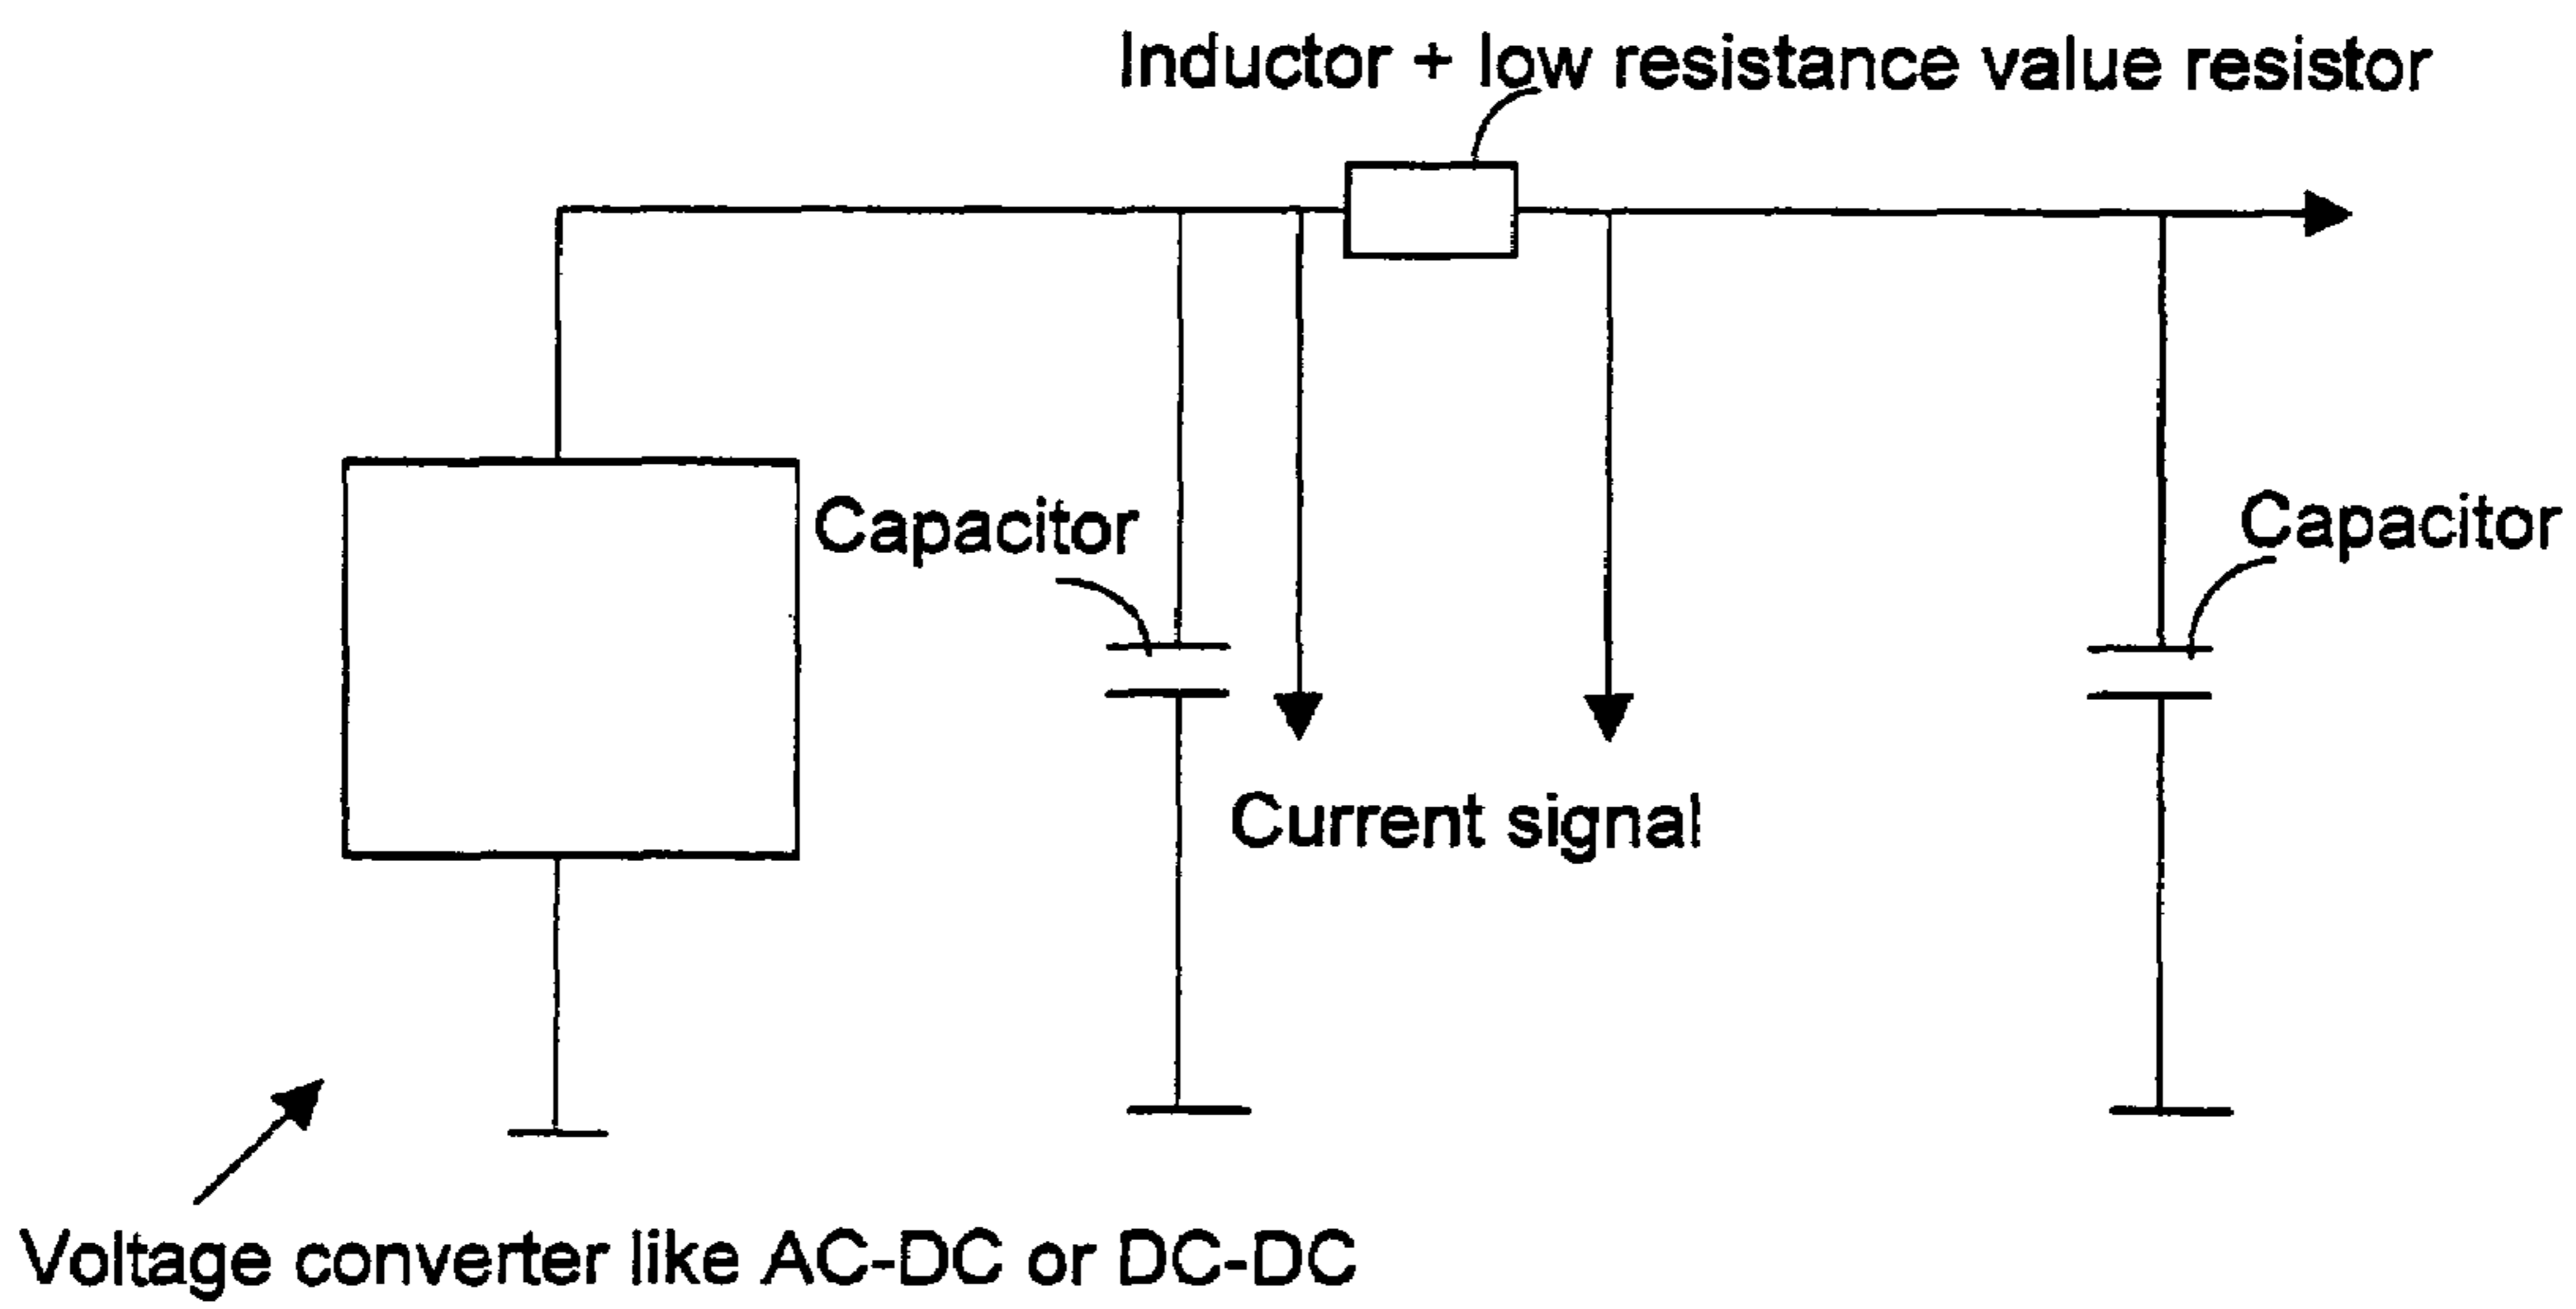 Inductor + low resistance value resistor
Capacitor
Capacitor
Current signal
Voltage converter like AC-DC or DC-DC